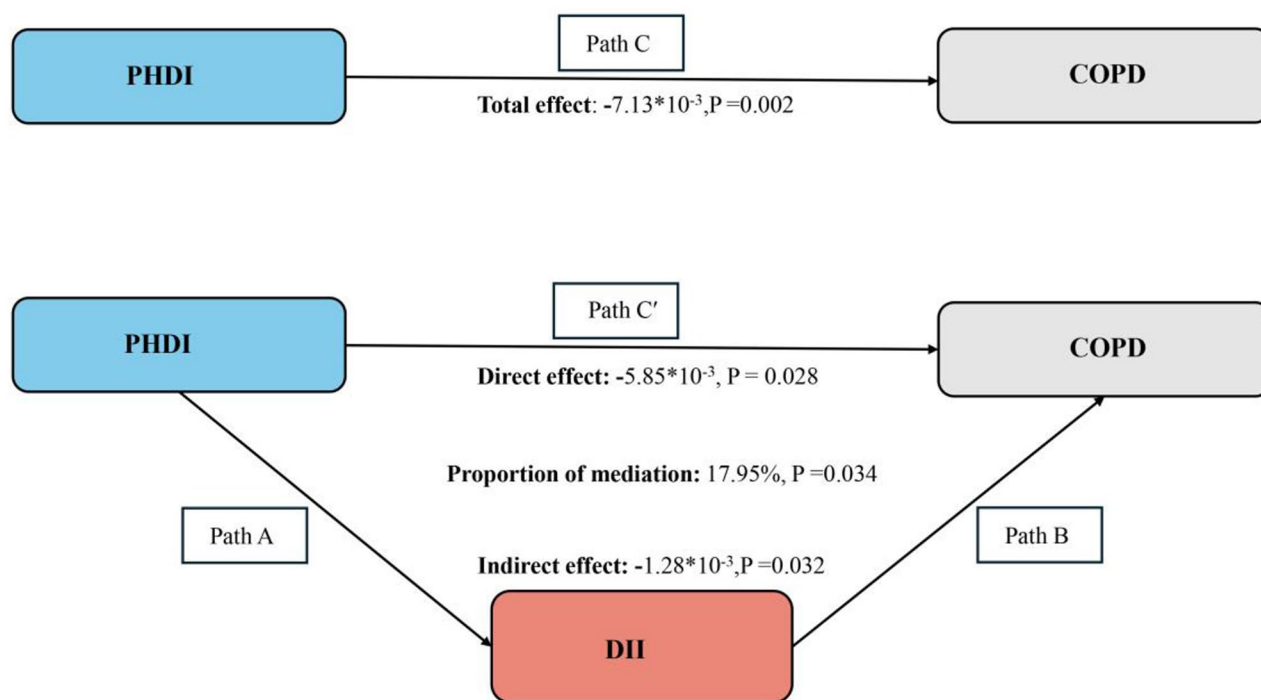 Path C
PHDI
COPD
Total effect: -7.13*10⁻³,P =0.002
Path C′
PHDI
COPD
Direct effect: -5.85*10⁻³, P = 0.028
Proportion of mediation: 17.95%, P =0.034
Path A
Path B
Indirect effect: -1.28*10⁻³,P =0.032
DII